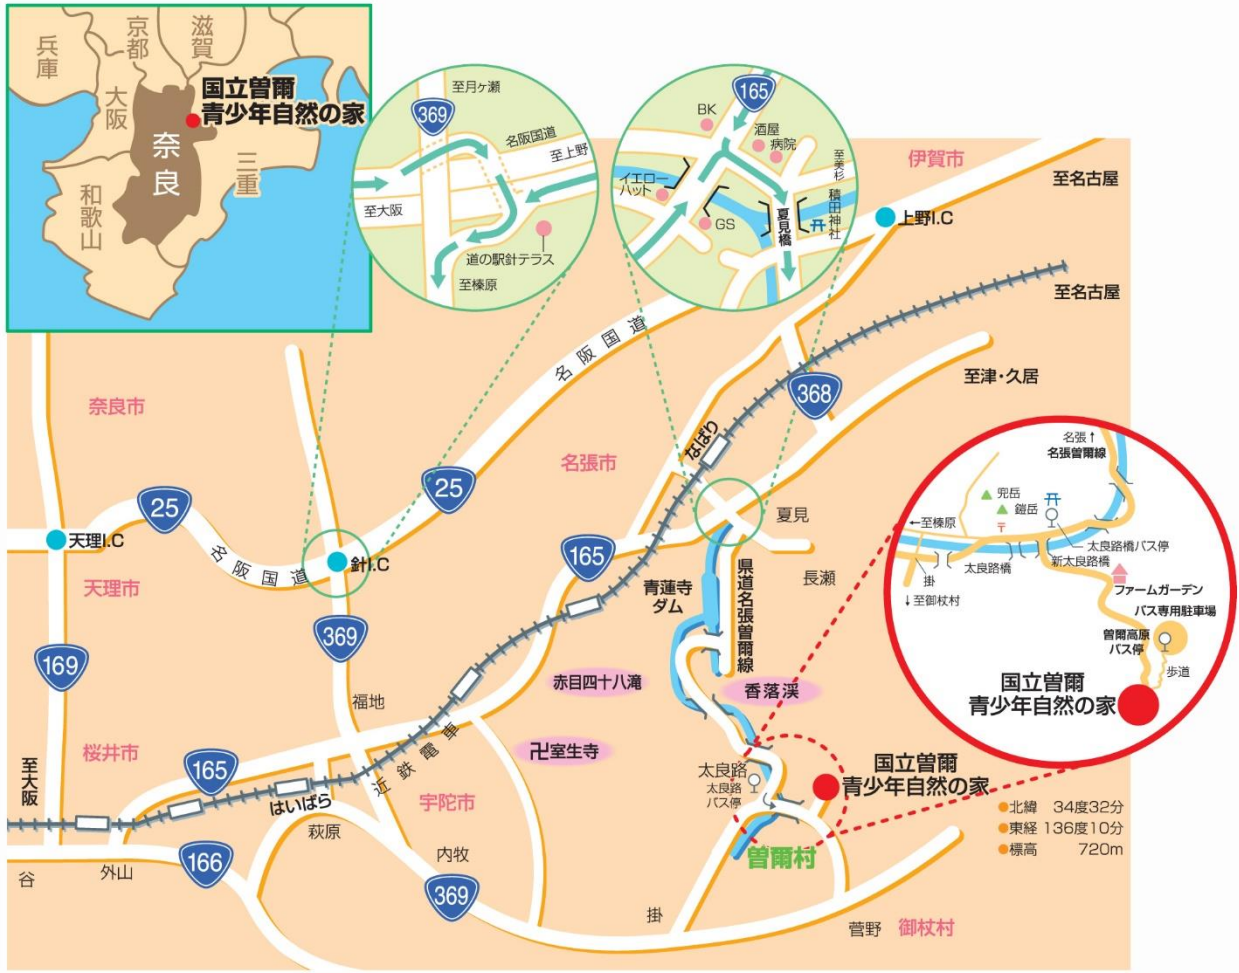 兵庫
京都
滋賀
大阪
奈良
三重
和歌山
国立曽爾
青少年自然の家
至月ヶ瀬
369
名阪国道
至上野
至大阪
道の駅針テラス
至榛原
165
BK
酒屋
病院
至美杉
イエロー
ハット
GS
夏見橋
積田神社
伊賀市
至名古屋
上野I.C
至名古屋
名阪国道
至津・久居
368
奈良市
名張市
なばり
25
25
夏見
天理I.C
名阪国道
針I.C
165
長瀬
天理市
青蓮寺
ダム
県道名張曽爾線
369
169
赤目四十八滝
香落渓
福地
桜井市
卍室生寺
至大阪
165
近鉄電車
太良路
太良路
バス停
国立曽爾
青少年自然の家
はいばら
宇陀市
萩原
曽爾村
内牧
外山
166
谷
369
掛
菅野
御杖村
北緯 34度32分
東経 136度10分
標高 720m
名張↑
名張曽爾線
兜岳
鎧岳
〒
←至榛原
太良路橋バス停
掛
太良路橋
新太良路橋
↓至御杖村
ファームガーデン
バス専用駐車場
曽爾高原
バス停
歩道
国立曽爾
青少年自然の家